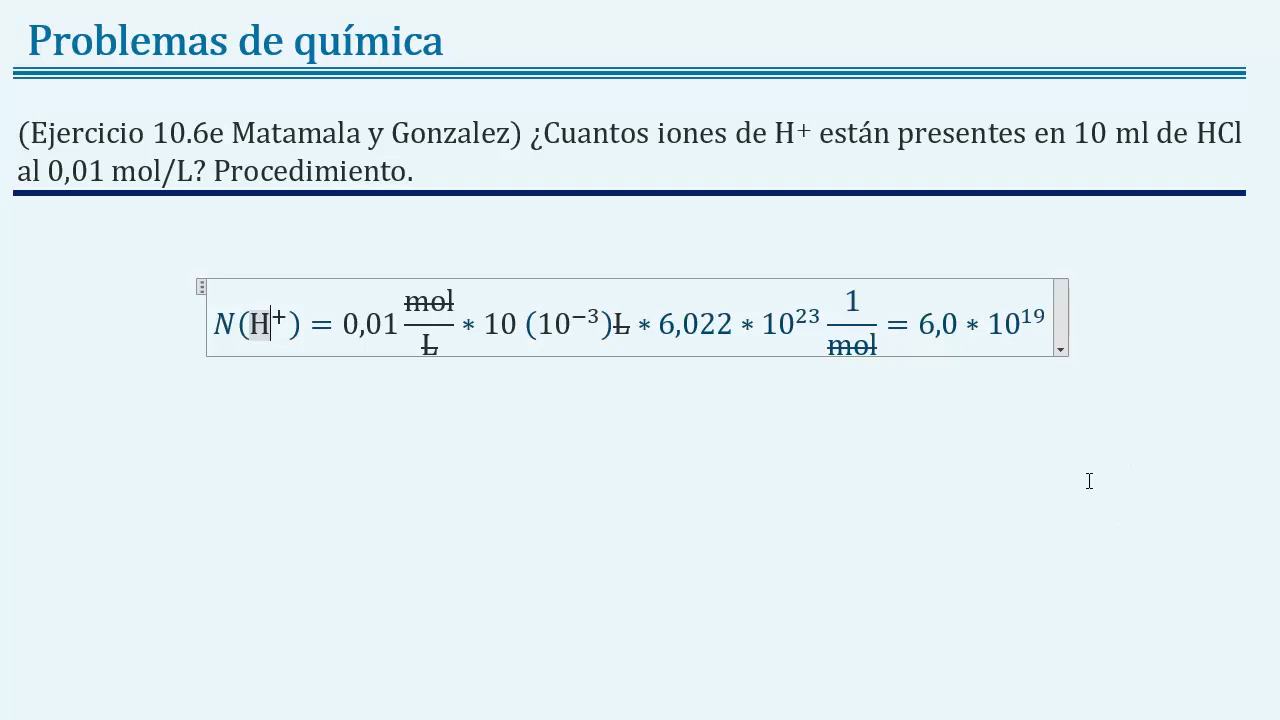 Problemas de química
(Ejercicio 10.6e Matamala y Gonzalez) ¿Cuantos iones de H⁺ están presentes en 10 ml de HCl
al 0,01 mol/L? Procedimiento.
N(H⁺) = 0,01 mol/L ∗ 10 (10⁻³)L ∗ 6,022 ∗ 10²³ 1/mol = 6,0 ∗ 10¹⁹